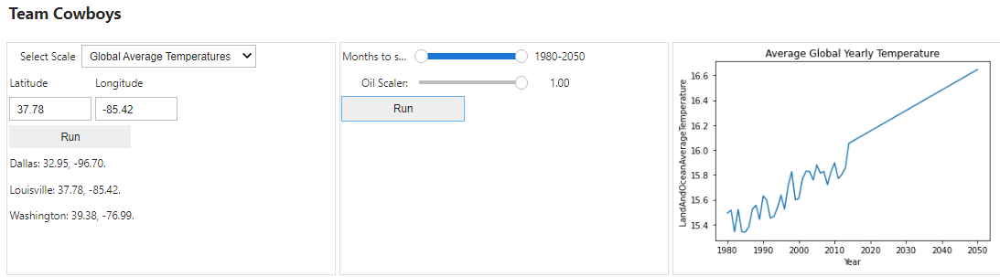 Team Cowboys
Select Scale Global Average Temperatures
Latitude Longitude
37.78 -85.42
Run
Dallas: 32.95, -96.70.
Louisville: 37.78, -85.42.
Washington: 39.38, -76.99.
Months to s... 1980-2050
Oil Scaler: 1.00
Run
Average Global Yearly Temperature
LandAndOceanAverageTemperature
16.6
16.4
16.2
16.0
15.8
15.6
15.4
1980 1990 2000 2010 2020 2030 2040 2050
Year